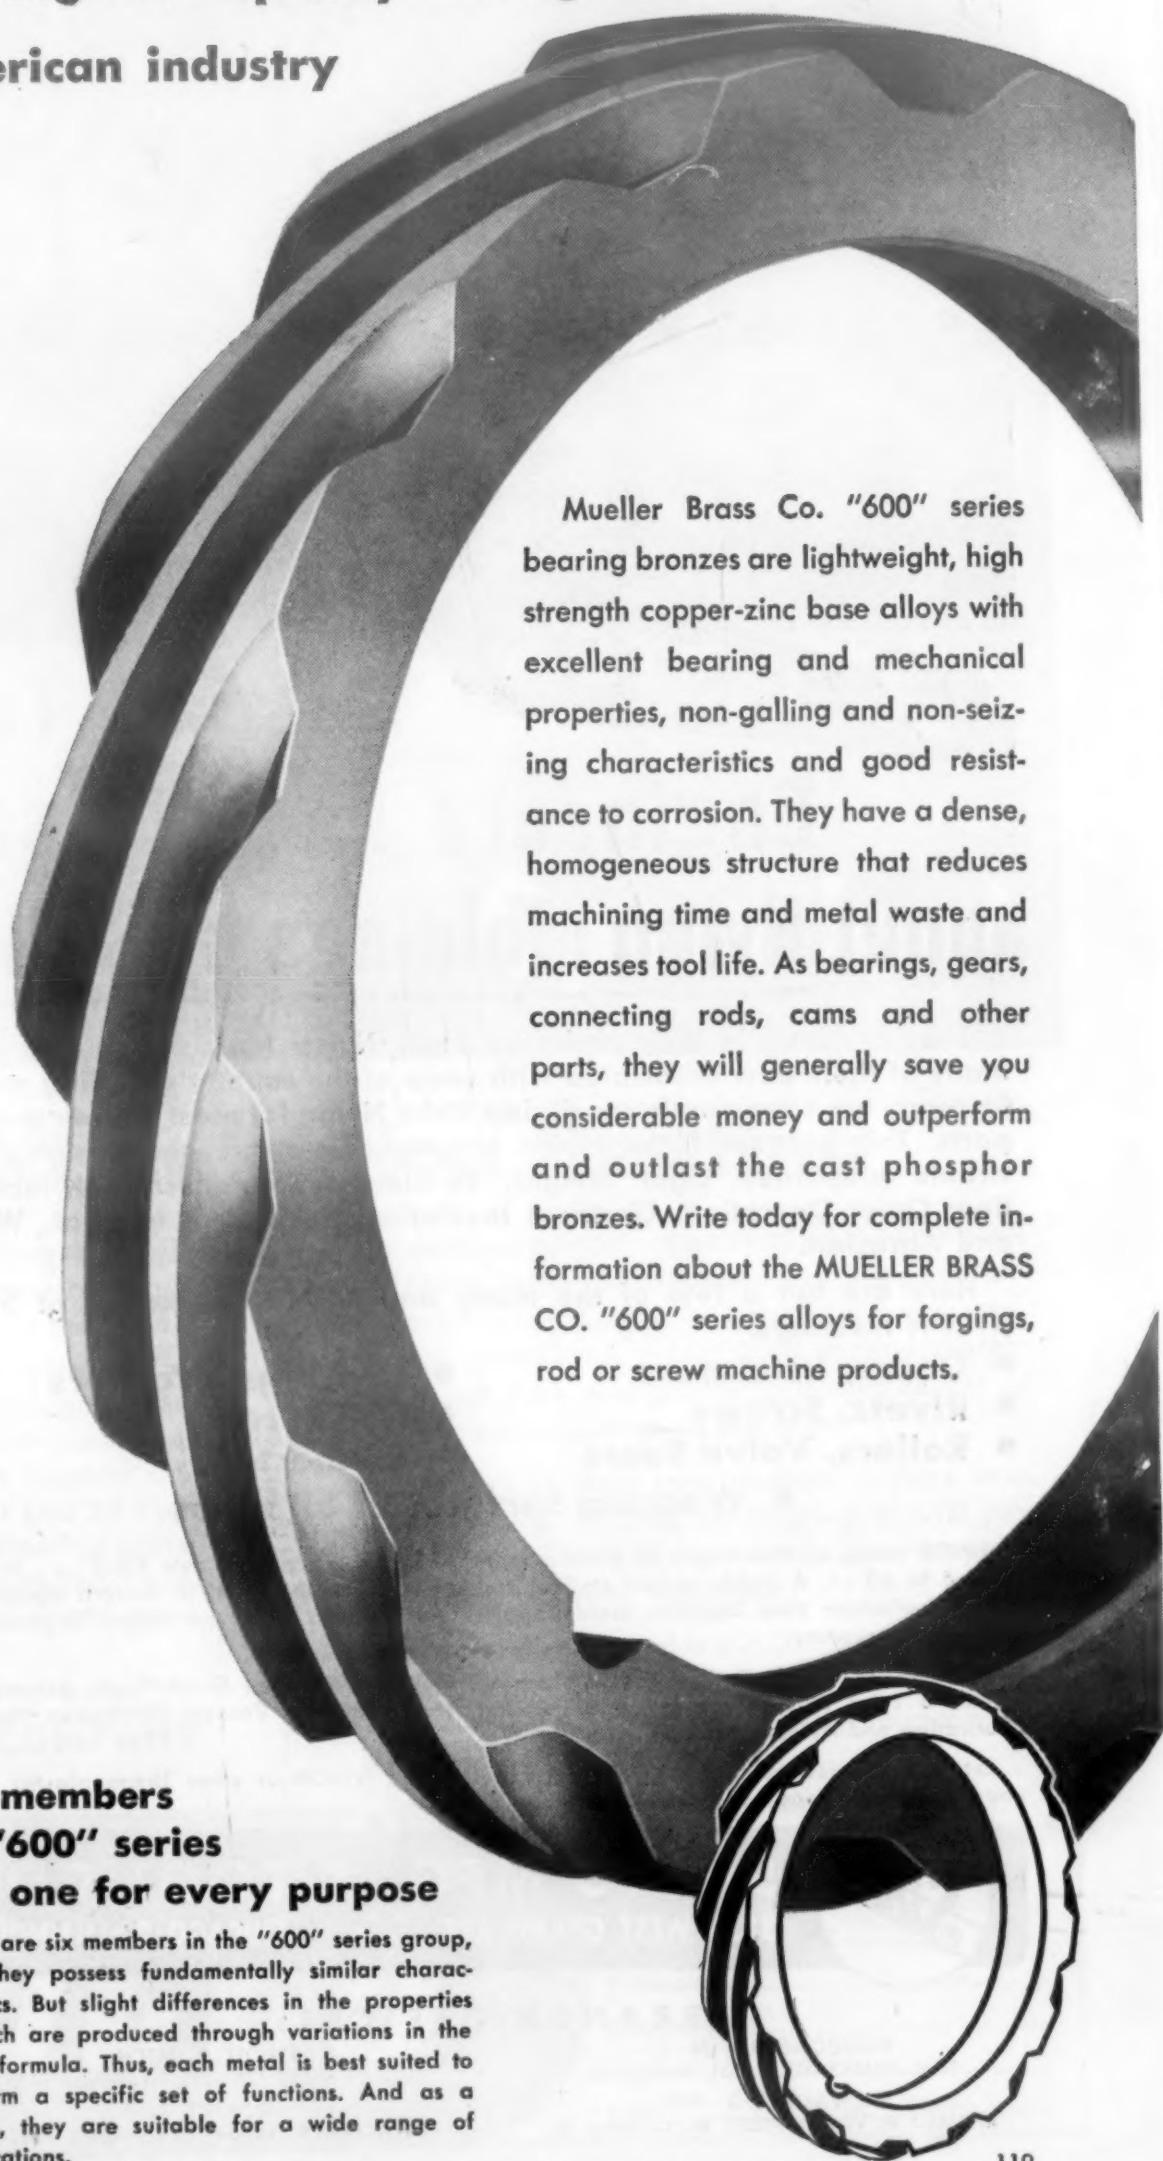 erican industry
Mueller Brass Co. "600" series
bearing bronzes are lightweight, high
strength copper-zinc base alloys with
excellent bearing and mechanical
properties, non-galling and non-seiz-
ing characteristics and good resist-
ance to corrosion. They have a dense,
homogeneous structure that reduces
machining time and metal waste and
increases tool life. As bearings, gears,
connecting rods, cams and other
parts, they will generally save you
considerable money and outperform
and outlast the cast phosphor
bronzes. Write today for complete in-
formation about the MUELLER BRASS
CO. "600" series alloys for forgings,
rod or screw machine products.
members
"600" series
one for every purpose
are six members in the "600" series group,
hey possess fundamentally similar charac-
s. But slight differences in the properties
ch are produced through variations in the
formula. Thus, each metal is best suited to
rm a specific set of functions. And as a
, they are suitable for a wide range of
ations.